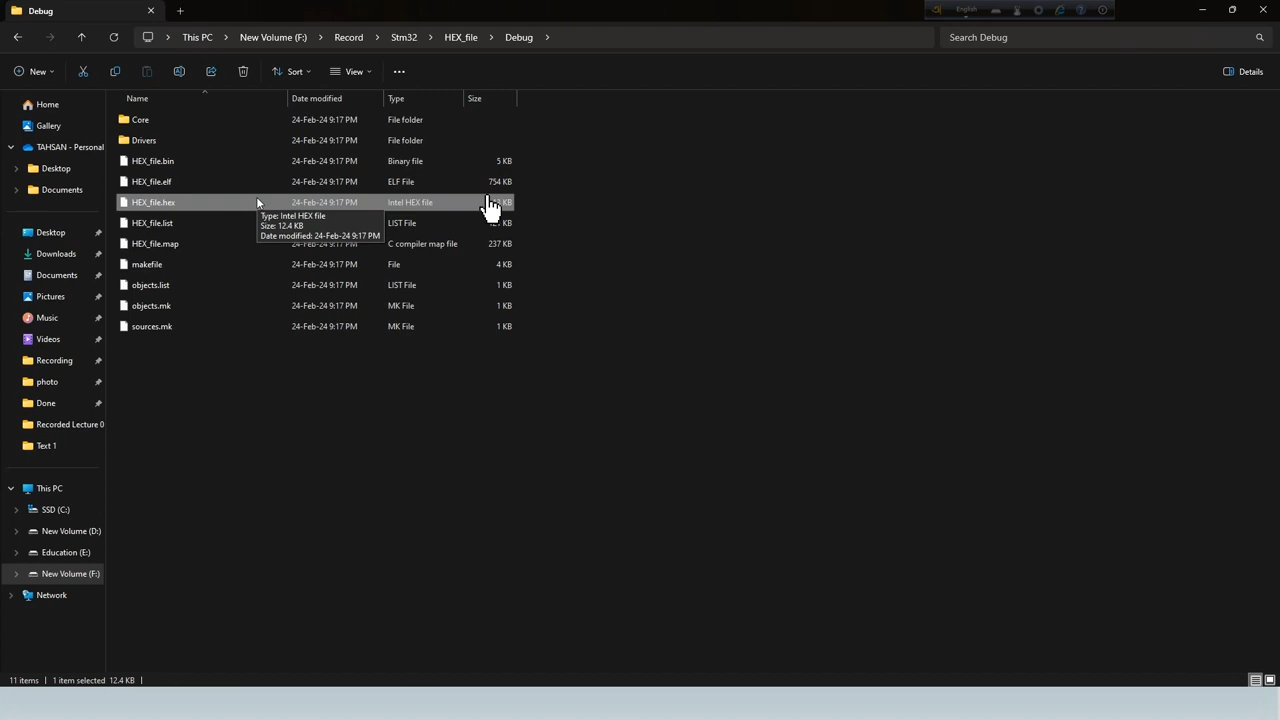 Debug
English
This PC > New Volume (F:) > Record > Stm32 > HEX_file > Debug >
Search Debug
New
Sort
View
Details
Name Date modified Type Size
Home
Gallery
TAHSAN - Personal
Desktop
Documents
Desktop
Downloads
Documents
Pictures
Music
Videos
Recording
photo
Done
Recorded Lecture 0
Text 1
This PC
SSD (C:)
New Volume (D:)
Education (E:)
New Volume (F:)
Network
Core 24-Feb-24 9:17 PM File folder
Drivers 24-Feb-24 9:17 PM File folder
HEX_file.bin 24-Feb-24 9:17 PM Binary file 5 KB
HEX_file.elf 24-Feb-24 9:17 PM ELF File 754 KB
HEX_file.hex 24-Feb-24 9:17 PM Intel HEX file KB
Type: Intel HEX file
Size: 12.4 KB
Date modified: 24-Feb-24 9:17 PM
HEX_file.list LIST File KB
HEX_file.map 24-Feb-24 9:17 PM C compiler map file 237 KB
makefile 24-Feb-24 9:17 PM File 4 KB
objects.list 24-Feb-24 9:17 PM LIST File 1 KB
objects.mk 24-Feb-24 9:17 PM MK File 1 KB
sources.mk 24-Feb-24 9:17 PM MK File 1 KB
11 items 1 item selected 12.4 KB